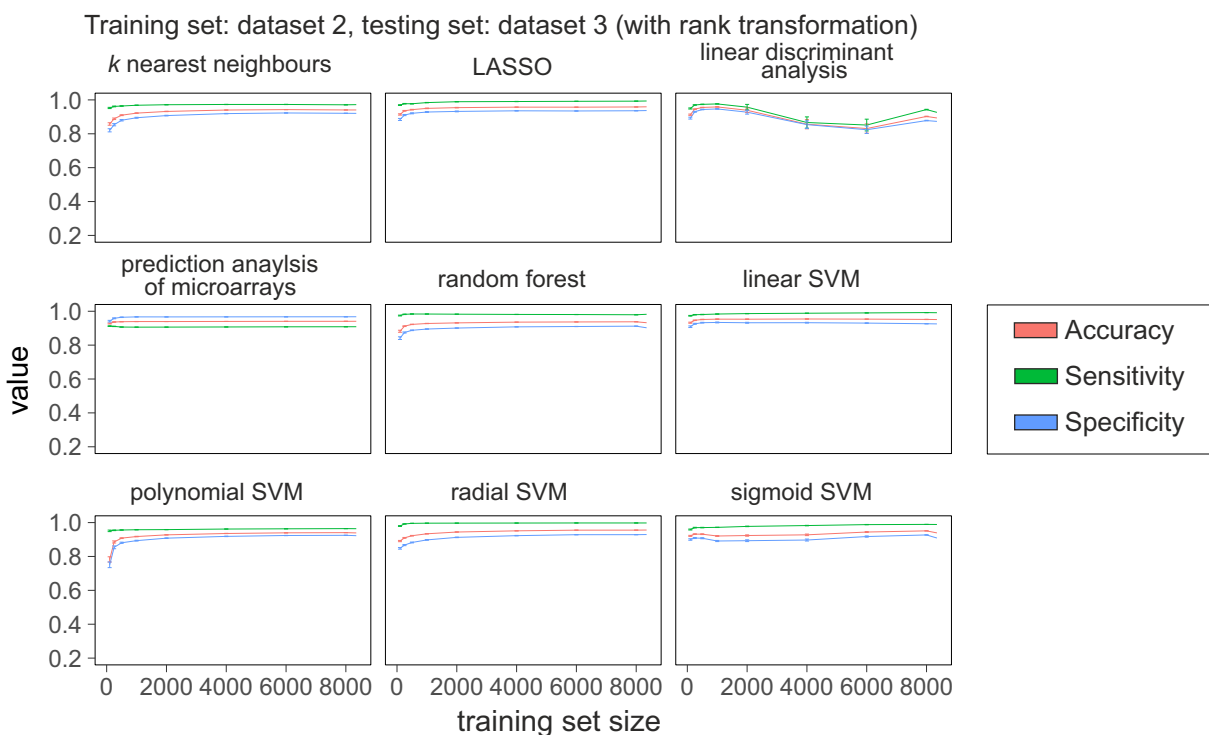 Training set: dataset 2, testing set: dataset 3 (with rank transformation)
k nearest neighbours
LASSO
linear discriminant
analysis
1.0
0.8
0.6
0.4
0.2
prediction anaylsis
of microarrays
random forest
linear SVM
1.0
0.8
0.6
0.4
0.2
value
Accuracy
Sensitivity
Specificity
polynomial SVM
radial SVM
sigmoid SVM
1.0
0.8
0.6
0.4
0.2
0 2000 4000 6000 8000
0 2000 4000 6000 8000
0 2000 4000 6000 8000
training set size